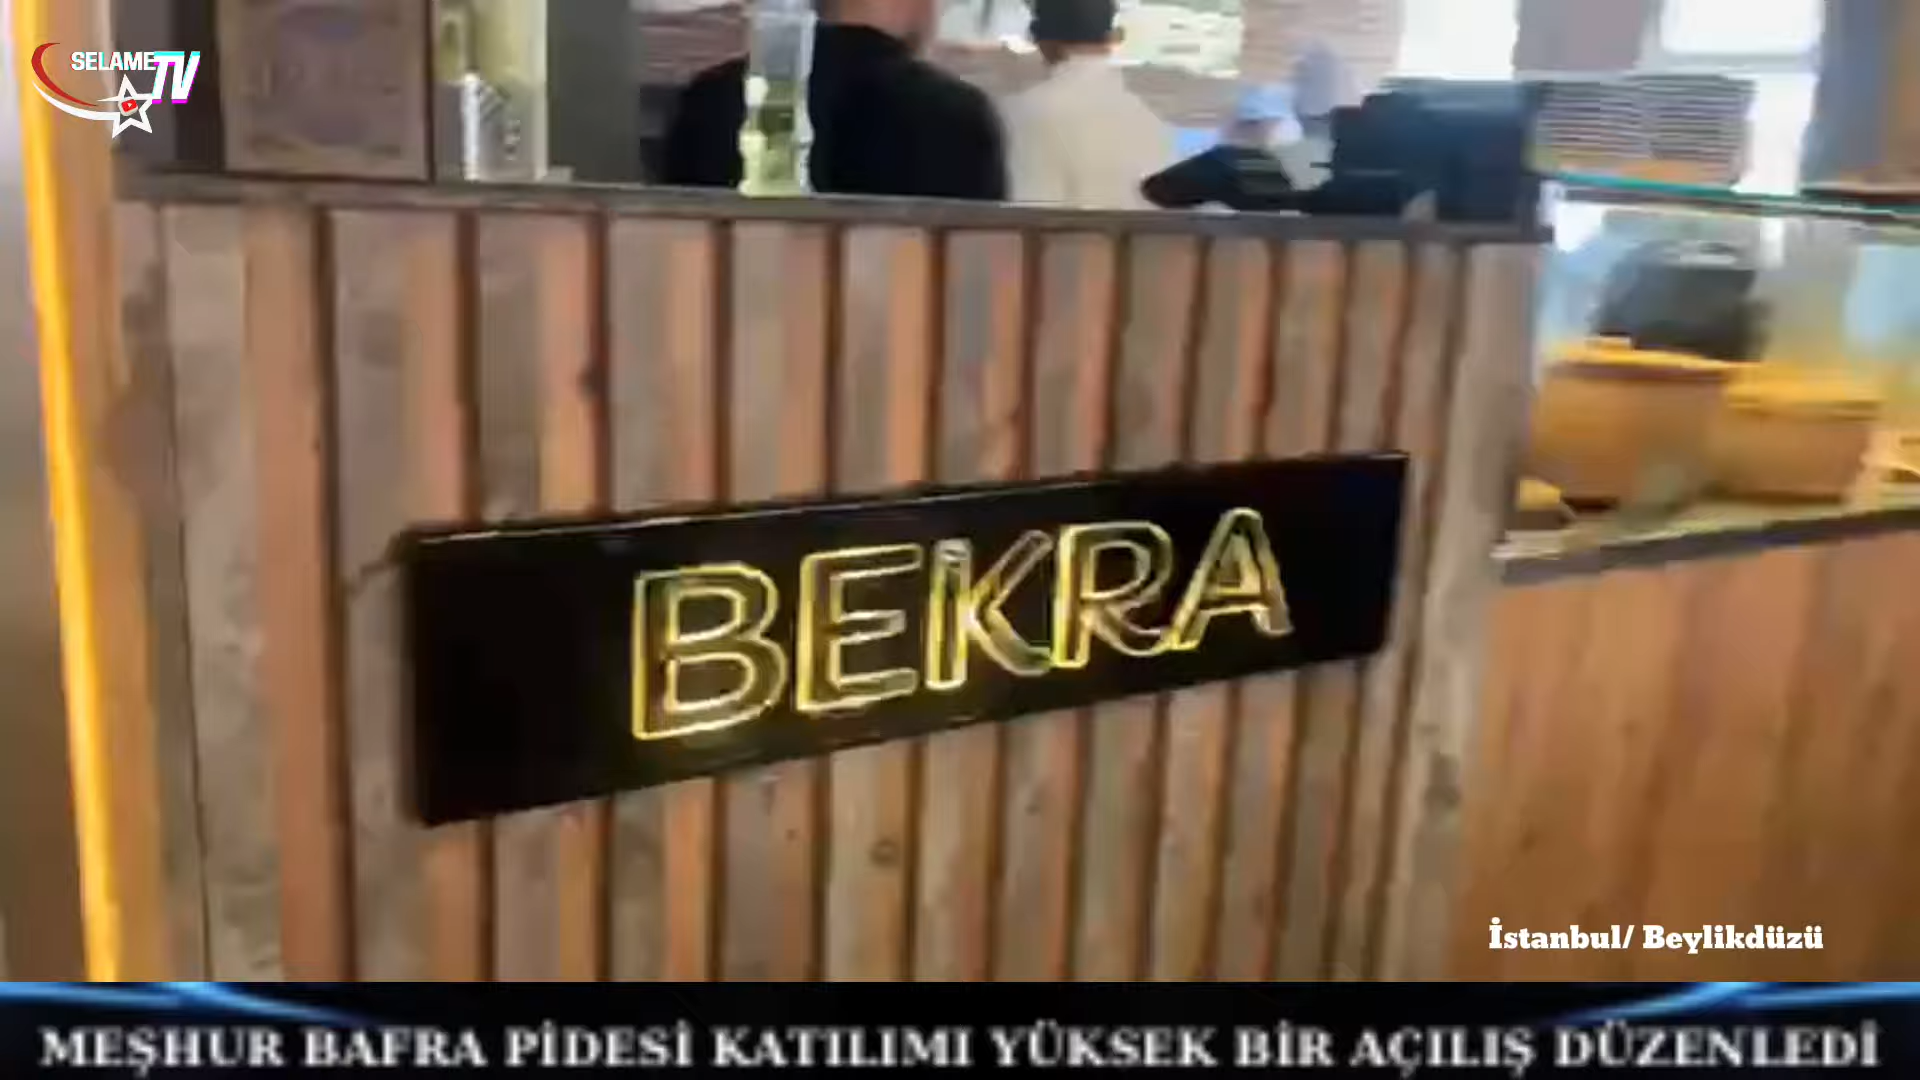 SELAME TV
BEKRA
İstanbul/ Beylikdüzü
MEŞHUR BAFRA PİDESİ KATILIMI YÜKSEK BİR AÇILIŞ DÜZENLEDİ